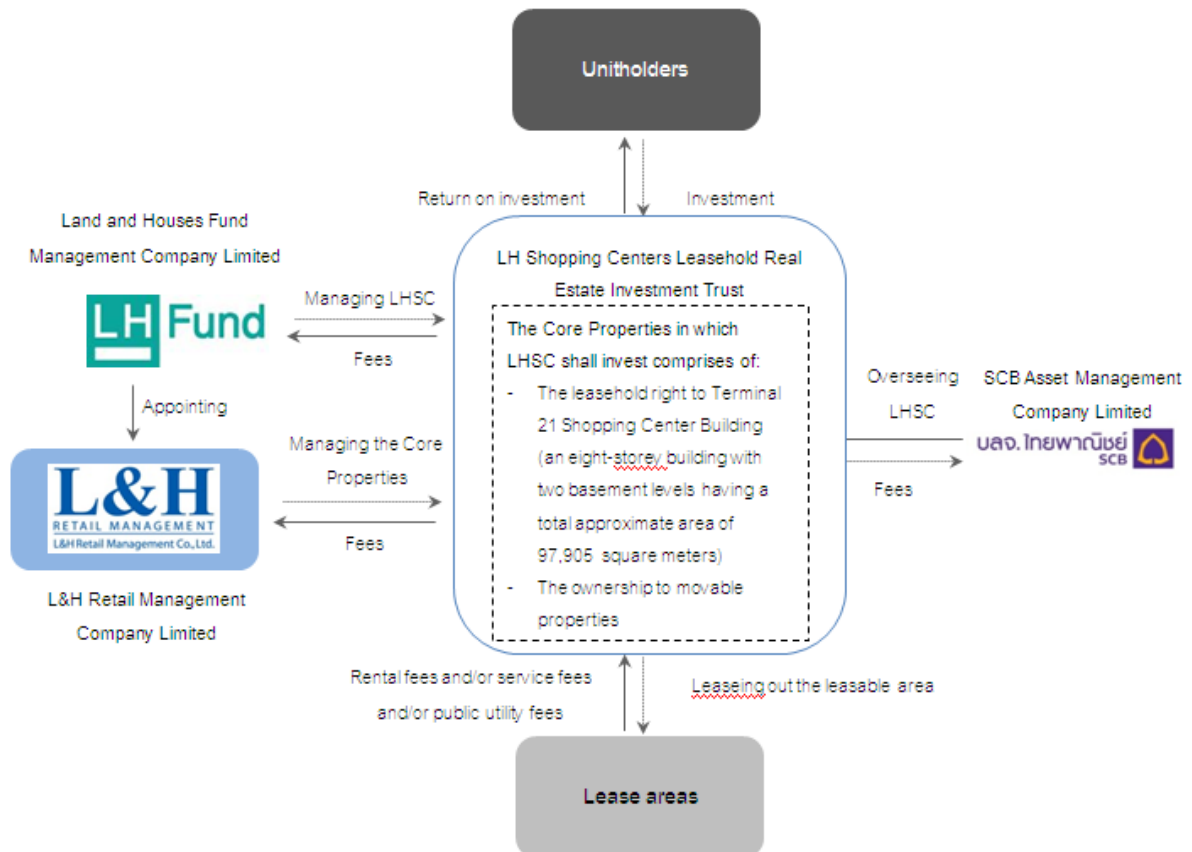 Unitholders
Return on investment
Investment
Land and Houses Fund
Management Company Limited
LH Fund
Managing LHSC
Fees
Appointing
L&H
RETAIL MANAGEMENT
L&H Retail Management Co., Ltd.
Managing the Core
Properties
Fees
L&H Retail Management
Company Limited
LH Shopping Centers Leasehold Real
Estate Investment Trust
The Core Properties in which
LHSC shall invest comprises of:
- The leasehold right to Terminal
21 Shopping Center Building
(an eight-storey building with
two basement levels having a
total approximate area of
97,905 square meters)
- The ownership to movable
properties
Overseeing
LHSC
Fees
SCB Asset Management
Company Limited
บลจ. ไทยพาณิชย์
SCB
Rental fees and/or service fees
and/or public utility fees
Leaseing out the leasable area
Lease areas